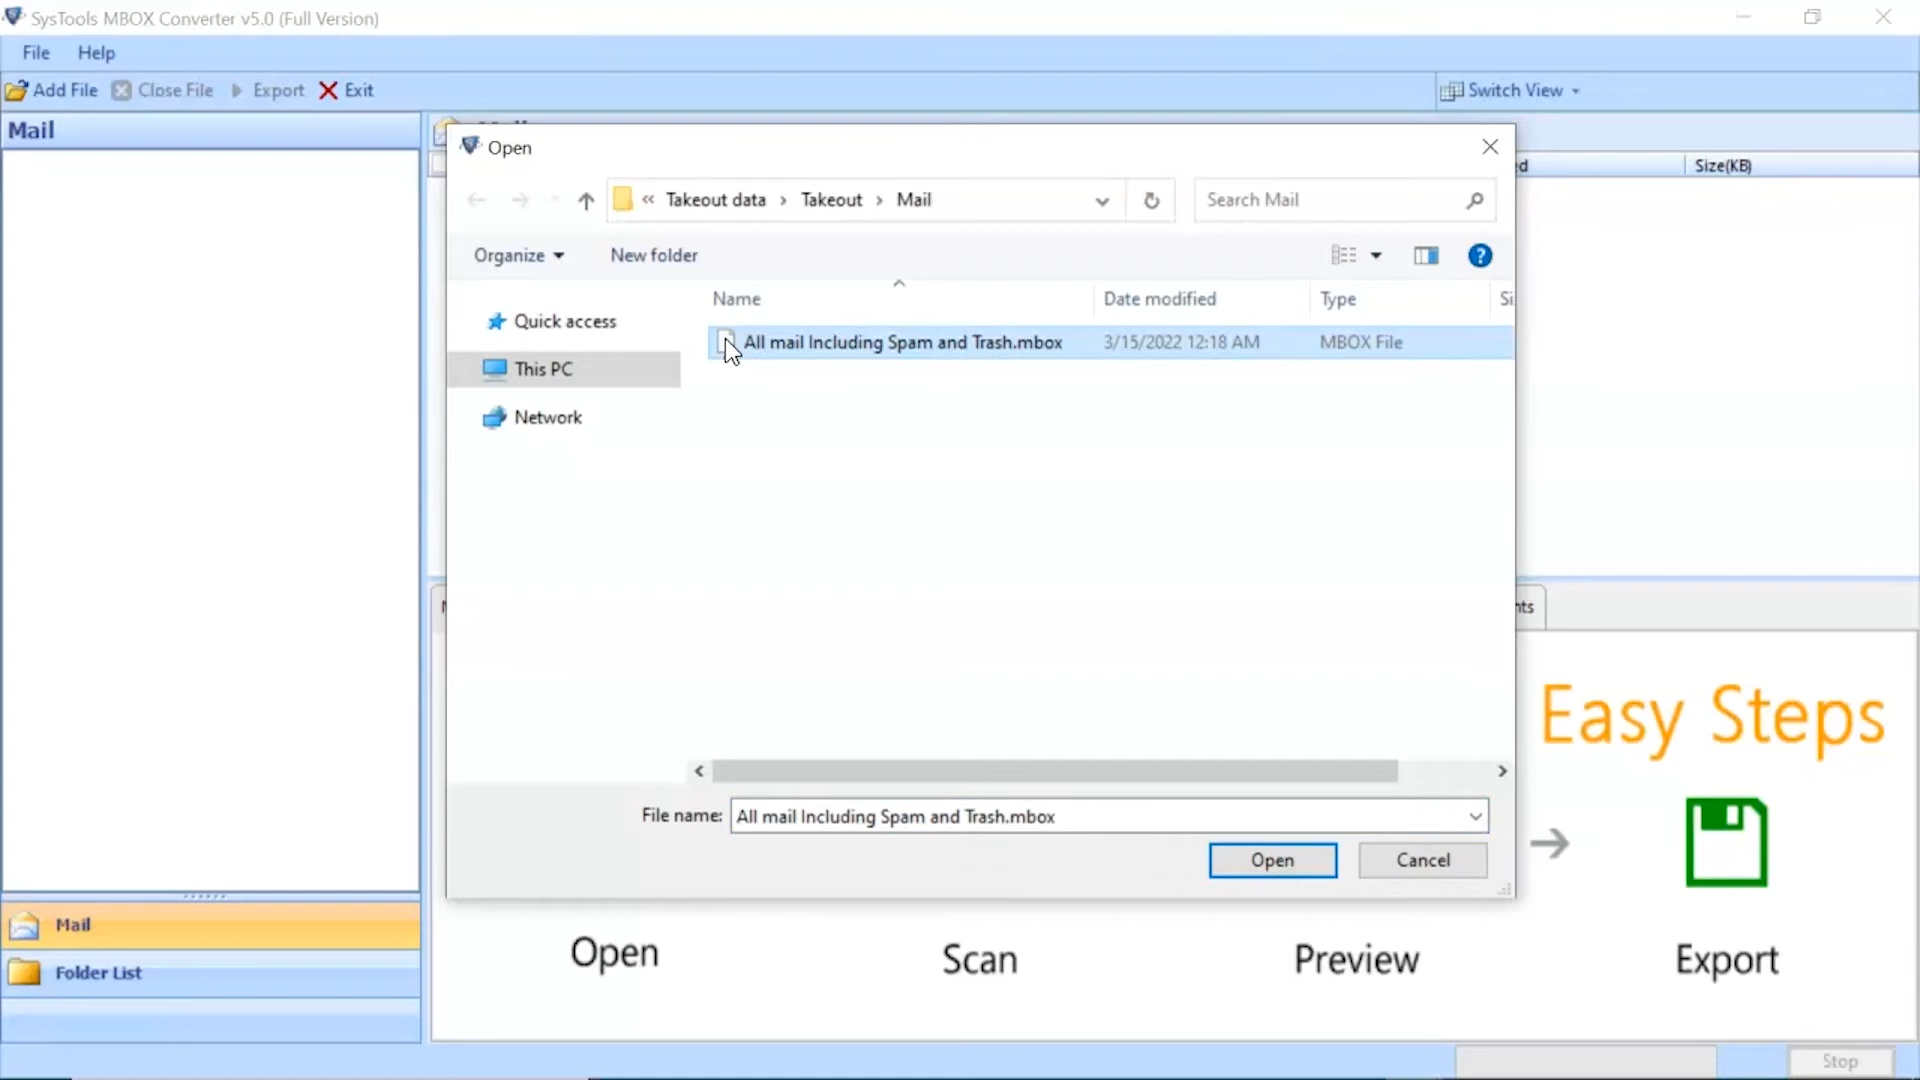 SysTools MBOX Converter v5.0 (Full Version)
File Help
Add File Close File Export Exit Switch View
Mail
Open
« Takeout data › Takeout › Mail Search Mail
Organize New folder
Name Date modified Type
Quick access
All mail Including Spam and Trash.mbox 3/15/2022 12:18 AM MBOX File
This PC
Network
Size(KB)
File name: All mail Including Spam and Trash.mbox
Open Cancel
Easy Steps
Open Scan Preview Export
Mail
Folder List
Stop